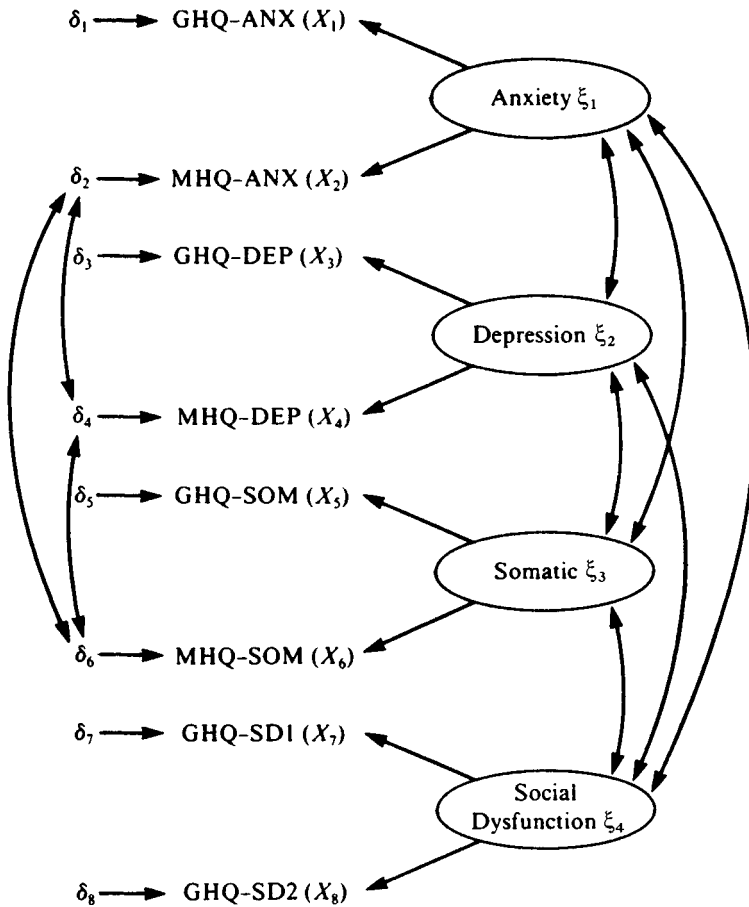 δ₁ GHQ-ANX (X₁)
Anxiety ξ₁
δ₂ MHQ-ANX (X₂)
δ₃ GHQ-DEP (X₃)
Depression ξ₂
δ₄ MHQ-DEP (X₄)
δ₅ GHQ-SOM (X₅)
Somatic ξ₃
δ₆ MHQ-SOM (X₆)
δ₇ GHQ-SD1 (X₇)
Social
Dysfunction ξ₄
δ₈ GHQ-SD2 (X₈)